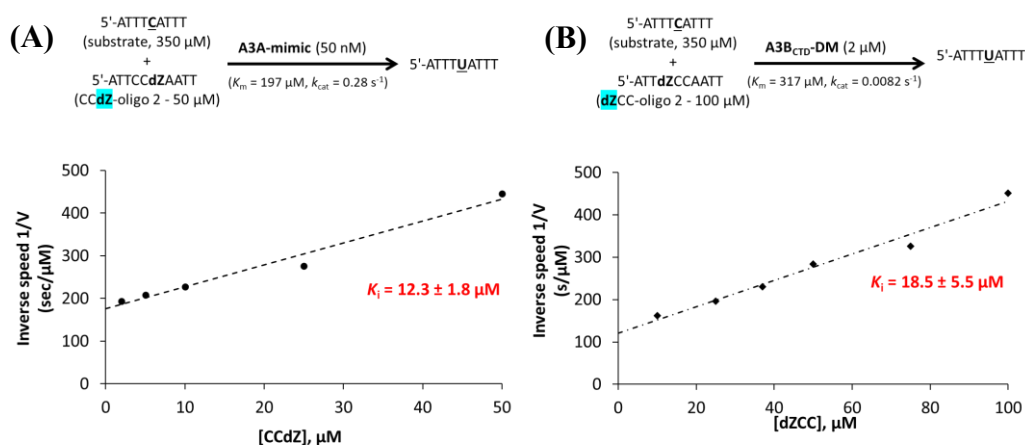 (A)
5'-ATTTCATTT
(substrate, 350 µM)
+
5'-ATTCCdZAATT
(CCdZ-oligo 2 - 50 µM)
A3A-mimic (50 nM)
(Km = 197 µM, kcat = 0.28 s⁻¹)
5'-ATTTUATTT
Inverse speed 1/V
(sec/µM)
500
400
300
200
100
0
0
10
20
30
40
50
[CCdZ], µM
Ki = 12.3 ± 1.8 µM
(B)
5'-ATTTCATTT
(substrate, 350 µM)
+
5'-ATTdZCCAATT
(dZCC-oligo 2 - 100 µM)
A3BCTD-DM (2 µM)
(Km = 317 µM, kcat = 0.0082 s⁻¹)
5'-ATTTUATTT
Inverse speed 1/V
(s/µM)
500
400
300
200
100
0
0
20
40
60
80
100
[dZCC], µM
Ki = 18.5 ± 5.5 µM